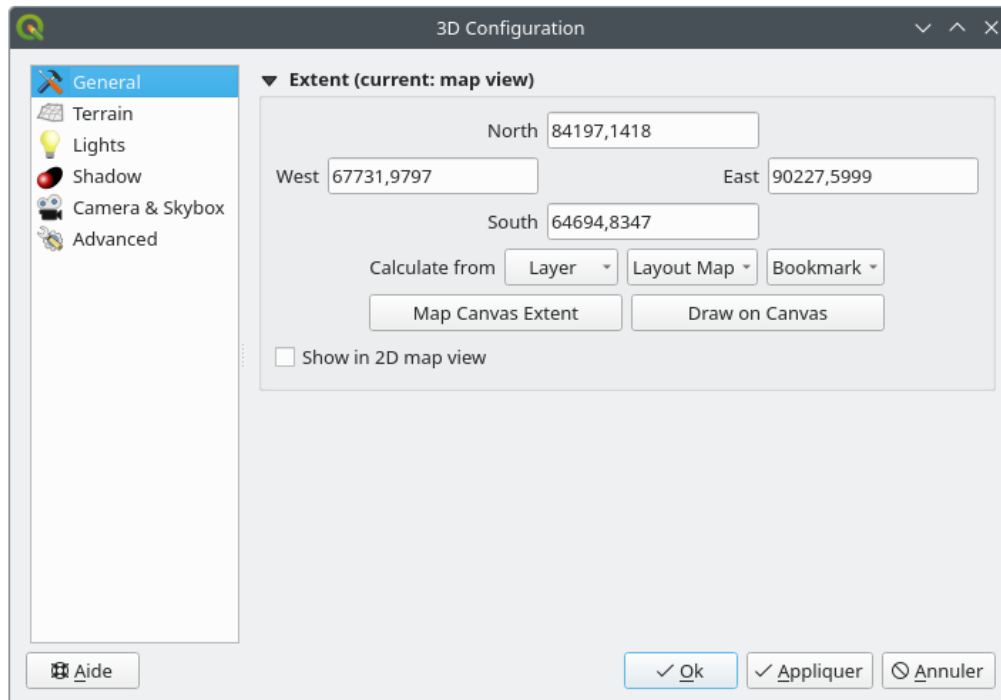 3D Configuration
General
Terrain
Lights
Shadow
Camera & Skybox
Advanced
Extent (current: map view)
North 84197,1418
West 67731,9797 East 90227,5999
South 64694,8347
Calculate from Layer Layout Map Bookmark
Map Canvas Extent Draw on Canvas
Show in 2D map view
Aide Ok Appliquer Annuler